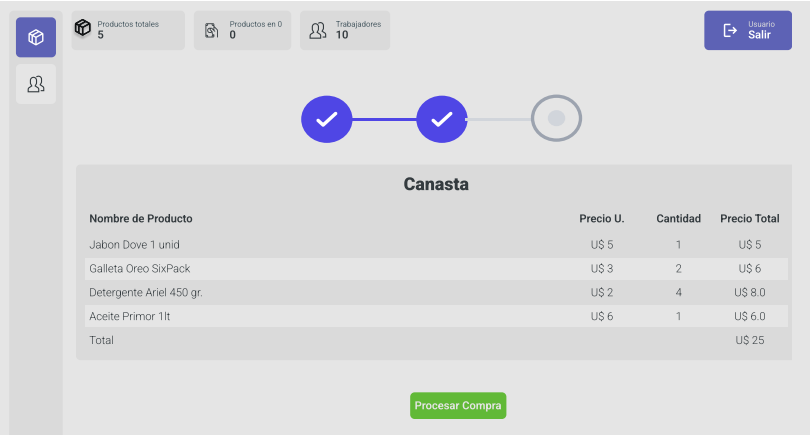 Productos totales
5
Productos en 0
0
Trabajadores
10
Usuario
Salir
Canasta
Nombre de Producto Precio U. Cantidad Precio Total
Jabon Dove 1 unid U$ 5 1 U$ 5
Galleta Oreo SixPack U$ 3 2 U$ 6
Detergente Ariel 450 gr. U$ 2 4 U$ 8.0
Aceite Primor 1lt U$ 6 1 U$ 6.0
Total U$ 25
Procesar Compra